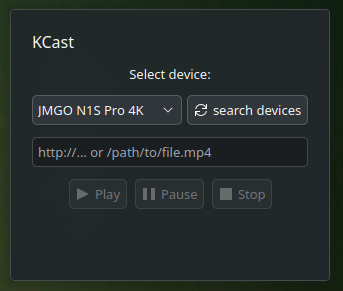 KCast
Select device:
JMGO N1S Pro 4K search devices
http://... or /path/to/file.mp4
Play Pause Stop